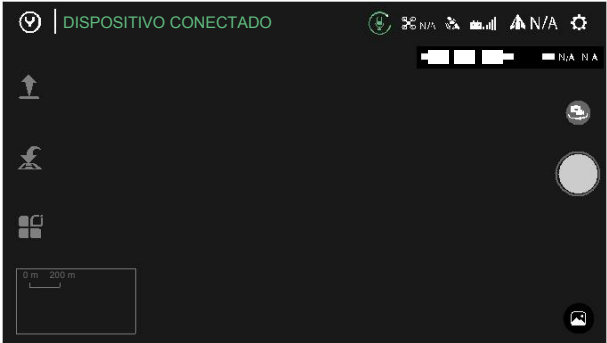 DISPOSITIVO CONECTADO
N/A
N/A
N/A N A
0 m 200 m